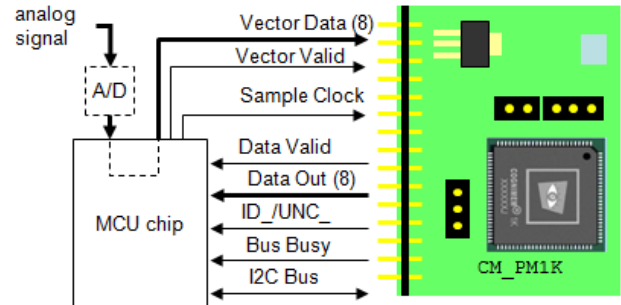 analog
signal
A/D
MCU chip
Vector Data (8)
Vector Valid
Sample Clock
Data Valid
Data Out (8)
ID_/UNC_
Bus Busy
I2C Bus
CM_PM1K